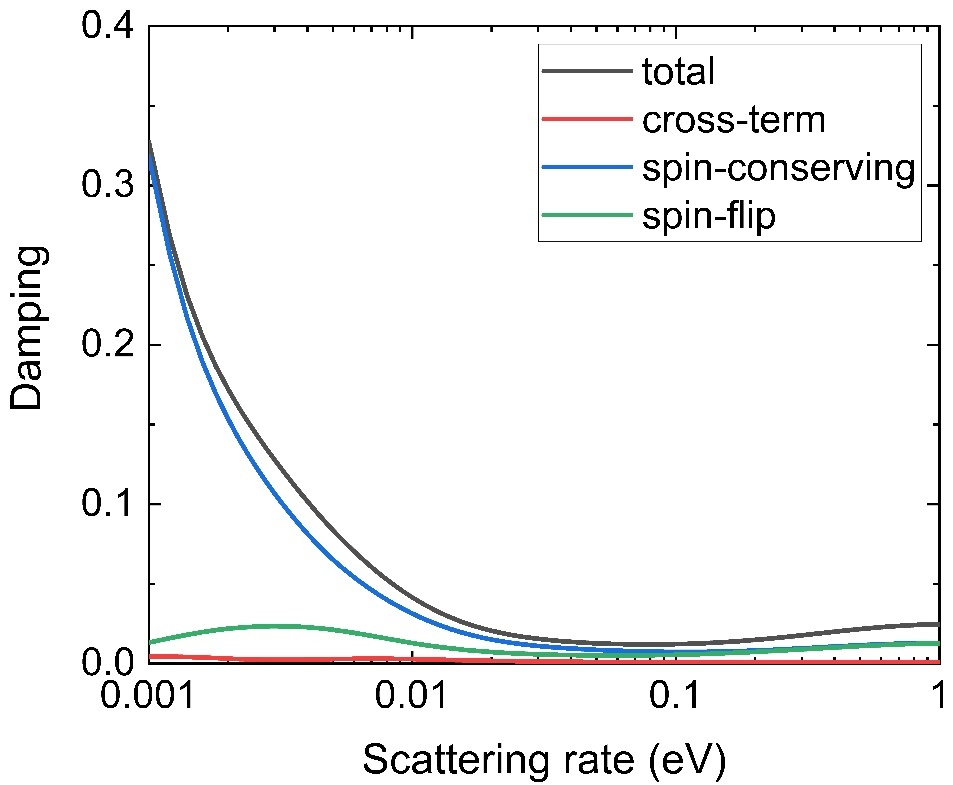 0.4
0.3
0.2
0.1
0.0
Damping
total
cross-term
spin-conserving
spin-flip
0.001 0.01 0.1 1
Scattering rate (eV)